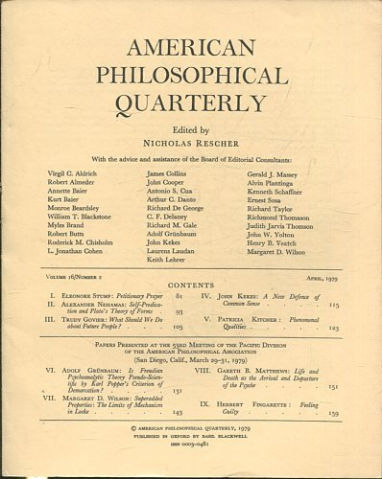 AMERICAN
PHILOSOPHICAL
QUARTERLY
Edited by
NICHOLAS RESCHER
With the advice and assistance of the Board of Editorial Consultants:
Virgil C. Aldrich
Robert Almeder
Annette Baier
Kurt Baier
Monroe Beardsley
William T. Blackstone
Myles Brand
Robert Butts
Roderick M. Chisholm
L. Jonathan Cohen
James Collins
John Cooper
Antonio S. Cua
Arthur C. Danto
Richard De George
C. F. Delaney
Richard M. Gale
Adolf Grünbaum
John Kekes
Laurens Laudan
Keith Lehrer
Gerald J. Massey
Alvin Plantinga
Kenneth Schaffner
Ernest Sosa
Richard Taylor
Richmond Thomason
Judith Jarvis Thomson
John W. Yolton
Henry B. Veatch
Margaret D. Wilson
VOLUME 16/NUMBER 2
APRIL, 1979
CONTENTS
I. ELEONORE STUMP: Petitionary Prayer 81
II. ALEXANDER NEHAMAS: Self-Predica-
tion and Plato's Theory of Forms 93
III. TRUDY GOVIER: What Should We Do
about Future People? 105
IV. JOHN KEKES: A New Defence of
Common Sense 115
V. PATRICIA KITCHER: Phenomenal
Qualities 123
PAPERS PRESENTED AT THE 53RD MEETING OF THE PACIFIC DIVISION
OF THE AMERICAN PHILOSOPHICAL ASSOCIATION
(San Diego, Calif., March 29-31, 1979)
VI. ADOLF GRÜNBAUM: Is Freudian
Psychoanalytic Theory Pseudo-Scien-
tific by Karl Popper's Criterion of
Demarcation? 131
VII. MARGARET D. WILSON: Superadded
Properties: The Limits of Mechanism
in Locke 143
VIII. GARETH B. MATTHEWS: Life and
Death as the Arrival and Departure
of the Psyche 151
IX. HERBERT FINGARETTE: Feeling
Guilty 159
© AMERICAN PHILOSOPHICAL QUARTERLY, 1979
PUBLISHED IN OXFORD BY BASIL BLACKWELL
ISSN 0003-0481